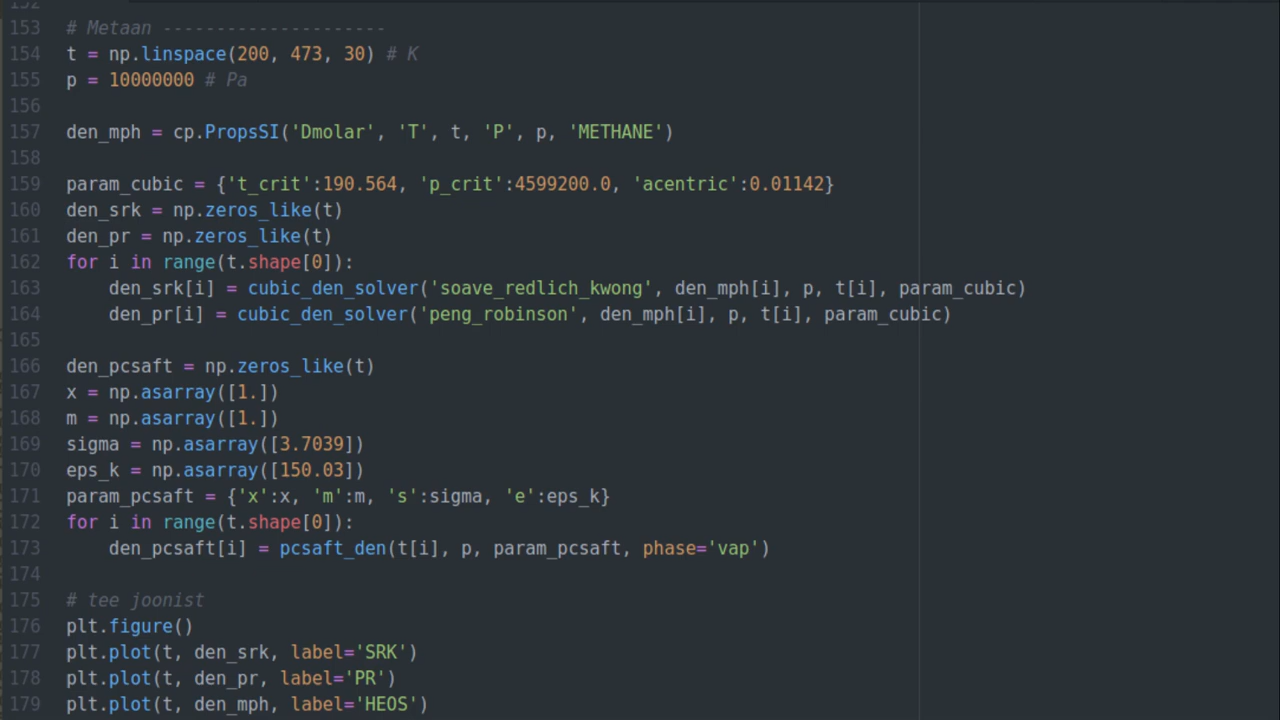 152
153 # Metaan ---------------------
154 t = np.linspace(200, 473, 30) # K
155 p = 10000000 # Pa
156
157 den_mph = cp.PropsSI('Dmolar', 'T', t, 'P', p, 'METHANE')
158
159 param_cubic = {'t_crit':190.564, 'p_crit':4599200.0, 'acentric':0.01142}
160 den_srk = np.zeros_like(t)
161 den_pr = np.zeros_like(t)
162 for i in range(t.shape[0]):
163     den_srk[i] = cubic_den_solver('soave_redlich_kwong', den_mph[i], p, t[i], param_cubic)
164     den_pr[i] = cubic_den_solver('peng_robinson', den_mph[i], p, t[i], param_cubic)
165
166 den_pcsaft = np.zeros_like(t)
167 x = np.asarray([1.])
168 m = np.asarray([1.])
169 sigma = np.asarray([3.7039])
170 eps_k = np.asarray([150.03])
171 param_pcsaft = {'x':x, 'm':m, 's':sigma, 'e':eps_k}
172 for i in range(t.shape[0]):
173     den_pcsaft[i] = pcsaft_den(t[i], p, param_pcsaft, phase='vap')
174
175 # tee joonist
176 plt.figure()
177 plt.plot(t, den_srk, label='SRK')
178 plt.plot(t, den_pr, label='PR')
179 plt.plot(t, den_mph, label='HEOS')